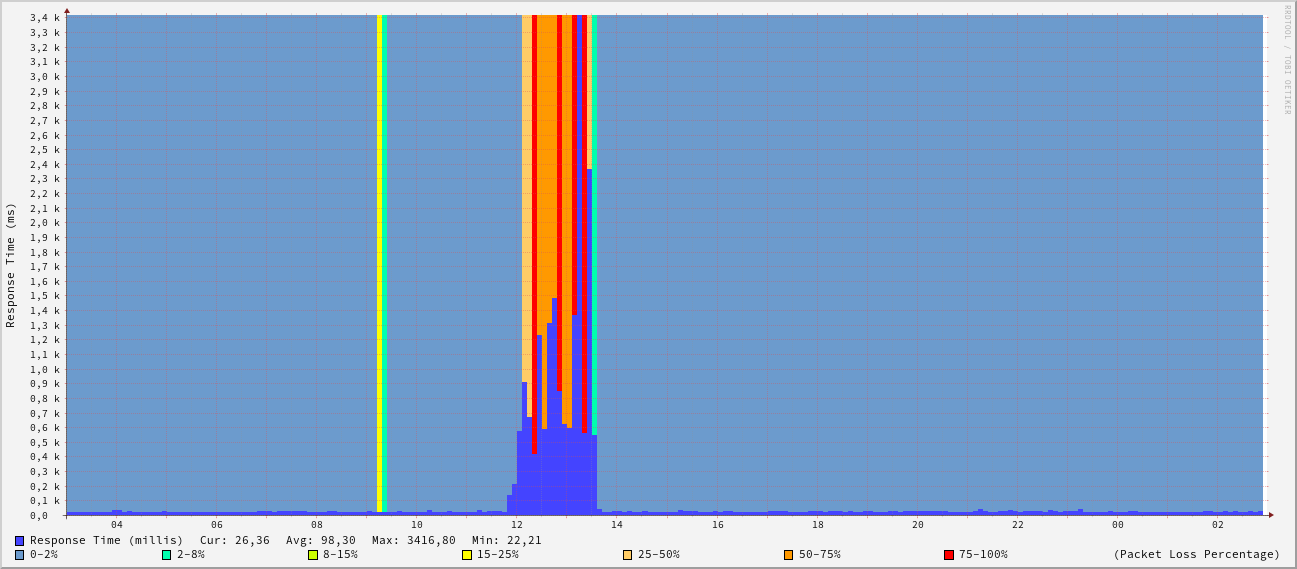 3,4 k
3,3 k
3,2 k
3,1 k
3,0 k
2,9 k
2,8 k
2,7 k
2,6 k
2,5 k
2,4 k
2,3 k
2,2 k
2,1 k
2,0 k
1,9 k
1,8 k
1,7 k
1,6 k
1,5 k
1,4 k
1,3 k
1,2 k
1,1 k
1,0 k
0,9 k
0,8 k
0,7 k
0,6 k
0,5 k
0,4 k
0,3 k
0,2 k
0,1 k
0,0
Response Time (ms)
RRDTOOL / TOBI OETIKER
04 06 08 10 12 14 16 18 20 22 00 02
Response Time (millis) Cur: 26,36 Avg: 98,30 Max: 3416,80 Min: 22,21
0-2% 2-8% 8-15% 15-25% 25-50% 50-75% 75-100% (Packet Loss Percentage)